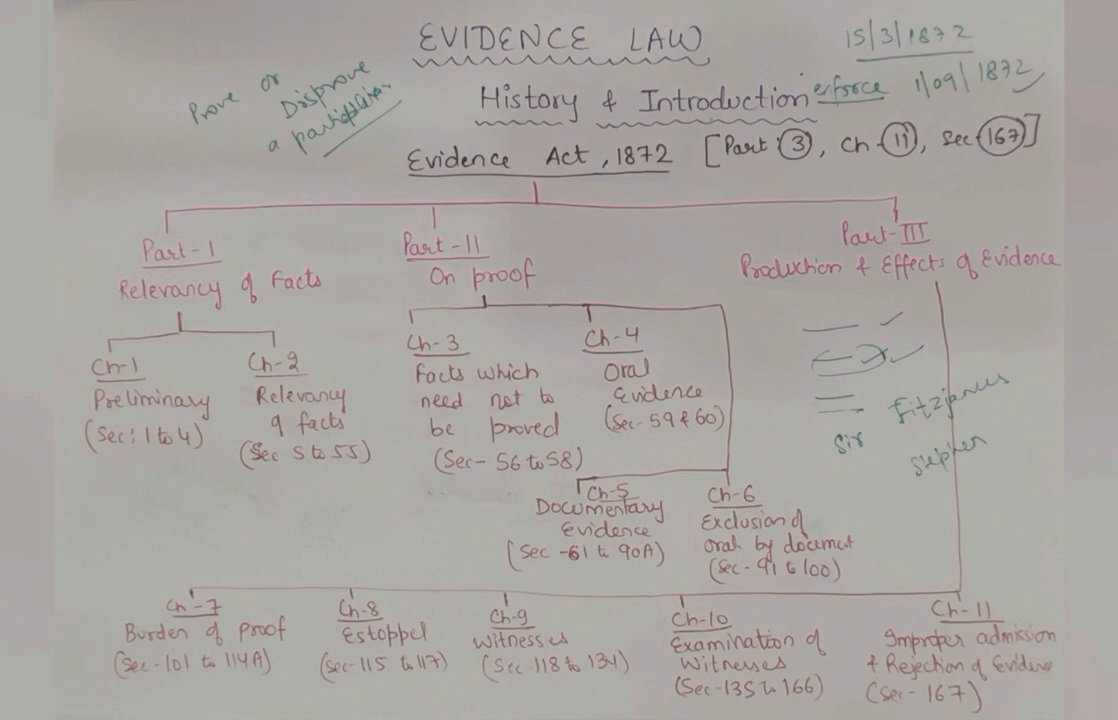 EVIDENCE LAW
15/3/1872
Prove or
Disprove
a particular
History & Introduction
enforce 1/09/1872
Evidence Act, 1872 [Part 3, Ch 11, Sec 167]
Part-I
Relevancy of Facts
Part-II
On proof
Part-III
Production & Effects of Evidence
Ch-1
Preliminary
(Sec: 1 to 4)
Ch-2
Relevancy
of facts
(Sec 5 to 55)
Ch-3
Facts which
need not to
be proved
(Sec- 56 to 58)
Ch-4
Oral
Evidence
(Sec- 59 & 60)
Sir Fitzjames
Stephen
Ch-5
Documentary
Evidence
(Sec -61 to 90A)
Ch-6
Exclusion of
oral by document
(Sec- 91 to 100)
Ch-7
Burden of proof
(Sec-101 to 114A)
Ch-8
Estoppel
(Sec-115 to 117)
Ch-9
Witnesses
(Sec 118 to 134)
Ch-10
Examination of
Witnesses
(Sec-135 to 166)
Ch-11
Improper admission
& Rejection of Evidence
(Sec- 167)